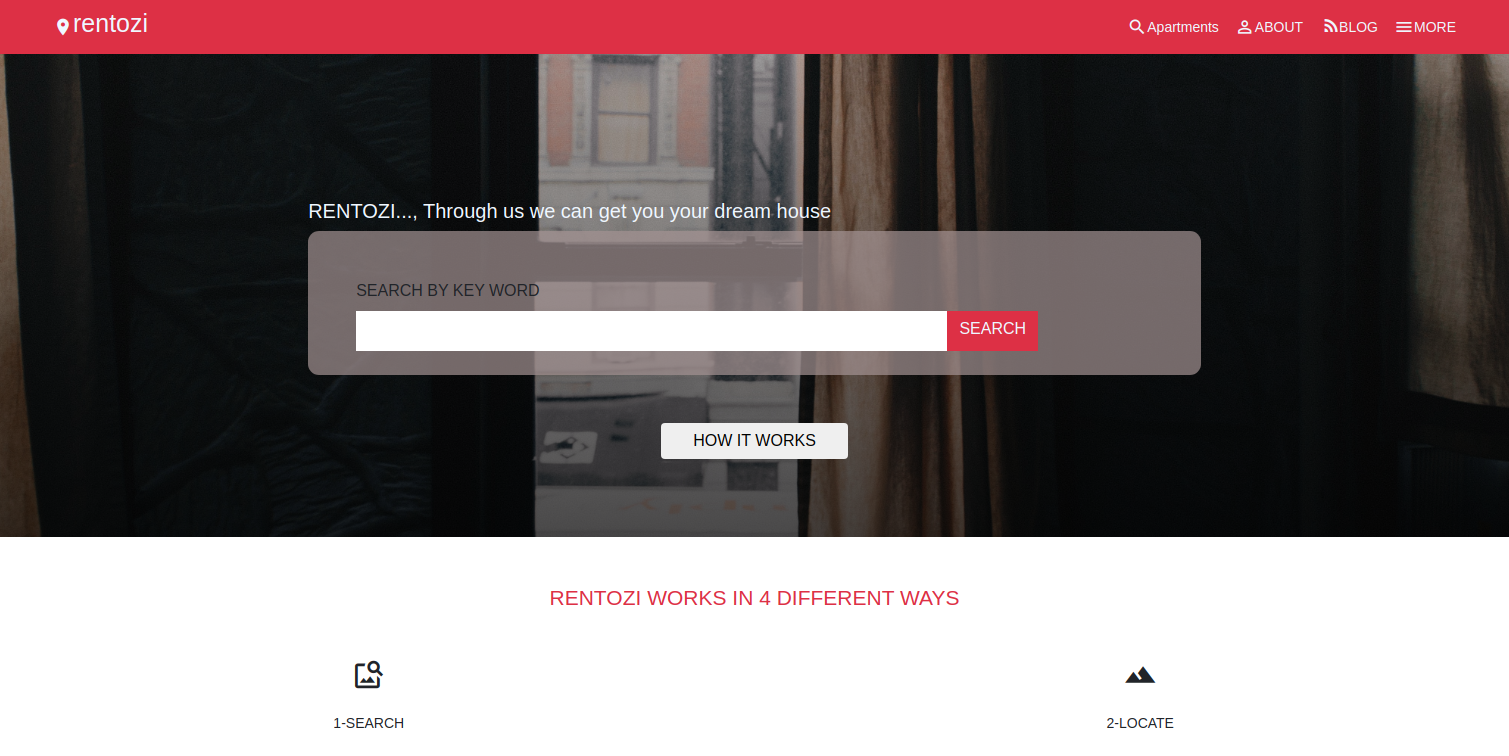 rentozi
Apartments ABOUT BLOG MORE
RENTOZI..., Through us we can get you your dream house
SEARCH BY KEY WORD
SEARCH
HOW IT WORKS
RENTOZI WORKS IN 4 DIFFERENT WAYS
1-SEARCH
2-LOCATE